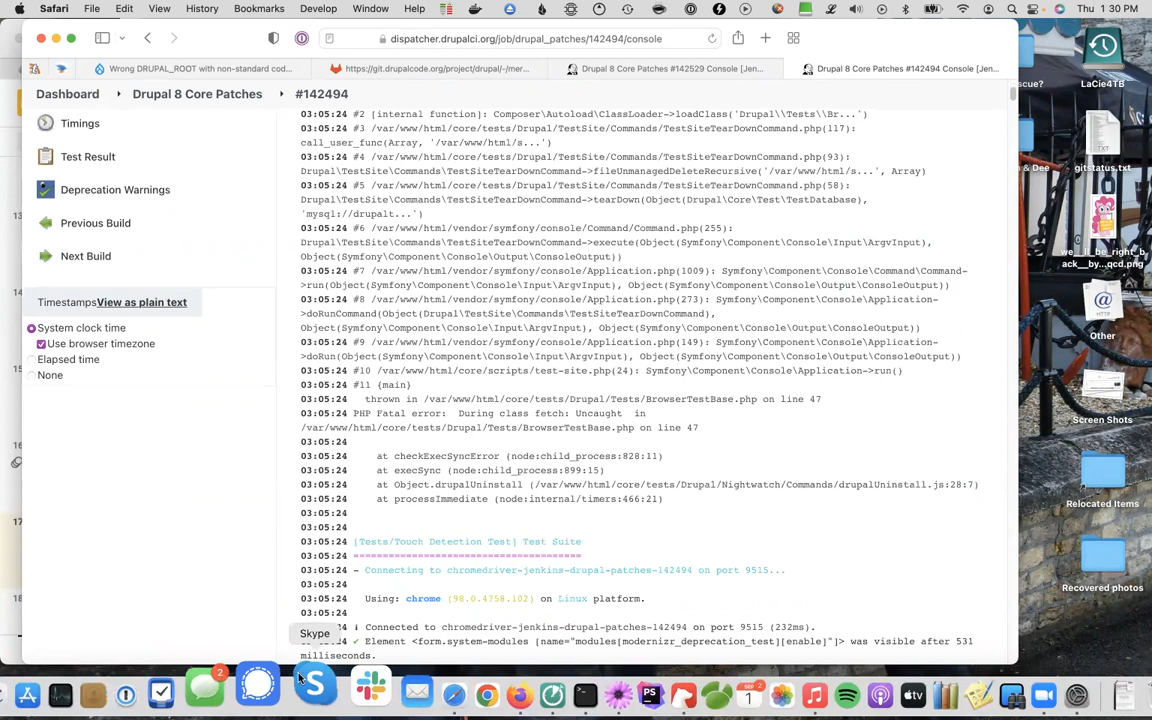 Safari File Edit View History Bookmarks Develop Window Help Thu 1:30 PM
dispatcher.drupalci.org/job/drupal_patches/142494/console
Wrong DRUPAL_ROOT with non-standard cod... https://git.drupalcode.org/project/drupal/-/mer... Drupal 8 Core Patches #142529 Console [Jen... Drupal 8 Core Patches #142494 Console [Jen...
Dashboard Drupal 8 Core Patches #142494
Timings
Test Result
Deprecation Warnings
Previous Build
Next Build
TimestampsView as plain text
System clock time
Use browser timezone
Elapsed time
None
03:05:24 #2 [internal function]: Composer\Autoload\ClassLoader->loadClass('Drupal\\Tests\\Br...')
03:05:24 #3 /var/www/html/core/tests/Drupal/TestSite/Commands/TestSiteTearDownCommand.php(117):
call_user_func(Array, '/var/www/html/s...')
03:05:24 #4 /var/www/html/core/tests/Drupal/TestSite/Commands/TestSiteTearDownCommand.php(93):
Drupal\TestSite\Commands\TestSiteTearDownCommand->fileUnmanagedDeleteRecursive('/var/www/html/s...', Array)
03:05:24 #5 /var/www/html/core/tests/Drupal/TestSite/Commands/TestSiteTearDownCommand.php(58):
Drupal\TestSite\Commands\TestSiteTearDownCommand->tearDown(Object(Drupal\Core\Test\TestDatabase),
'mysql://drupalt...')
03:05:24 #6 /var/www/html/vendor/symfony/console/Command/Command.php(255):
Drupal\TestSite\Commands\TestSiteTearDownCommand->execute(Object(Symfony\Component\Console\Input\ArgvInput),
Object(Symfony\Component\Console\Output\ConsoleOutput))
03:05:24 #7 /var/www/html/vendor/symfony/console/Application.php(1009): Symfony\Component\Console\Command\Command-
>run(Object(Symfony\Component\Console\Input\ArgvInput), Object(Symfony\Component\Console\Output\ConsoleOutput))
03:05:24 #8 /var/www/html/vendor/symfony/console/Application.php(273): Symfony\Component\Console\Application-
>doRunCommand(Object(Drupal\TestSite\Commands\TestSiteTearDownCommand),
Object(Symfony\Component\Console\Input\ArgvInput), Object(Symfony\Component\Console\Output\ConsoleOutput))
03:05:24 #9 /var/www/html/vendor/symfony/console/Application.php(149): Symfony\Component\Console\Application-
>doRun(Object(Symfony\Component\Console\Input\ArgvInput), Object(Symfony\Component\Console\Output\ConsoleOutput))
03:05:24 #10 /var/www/html/core/scripts/test-site.php(24): Symfony\Component\Console\Application->run()
03:05:24 #11 {main}
03:05:24 thrown in /var/www/html/core/tests/Drupal/Tests/BrowserTestBase.php on line 47
03:05:24 PHP Fatal error: During class fetch: Uncaught in
/var/www/html/core/tests/Drupal/Tests/BrowserTestBase.php on line 47
03:05:24
03:05:24 at checkExecSyncError (node:child_process:828:11)
03:05:24 at execSync (node:child_process:899:15)
03:05:24 at Object.drupalUninstall (/var/www/html/core/tests/Drupal/Nightwatch/Commands/drupalUninstall.js:28:7)
03:05:24 at processImmediate (node:internal/timers:466:21)
03:05:24
03:05:24
03:05:24 [Tests/Touch Detection Test] Test Suite
03:05:24 ======================================
03:05:24 - Connecting to chromedriver-jenkins-drupal-patches-142494 on port 9515...
03:05:24
03:05:24 Using: chrome (98.0.4758.102) on Linux platform.
03:05:24
24 ℹ Connected to chromedriver-jenkins-drupal-patches-142494 on port 9515 (232ms).
24 ✔ Element <form.system-modules [name="modules[modernizr_deprecation_test][enable]"]> was visible after 531
milliseconds.
Skype
cue?
LaCie4TB
& Dee
gitstatus.txt
we__ll_be_right_b
ack__by...qcd.png
Other
Screen Shots
Relocated Items
Recovered photos
13
14
15
16
17
18
2
SEP 2
1